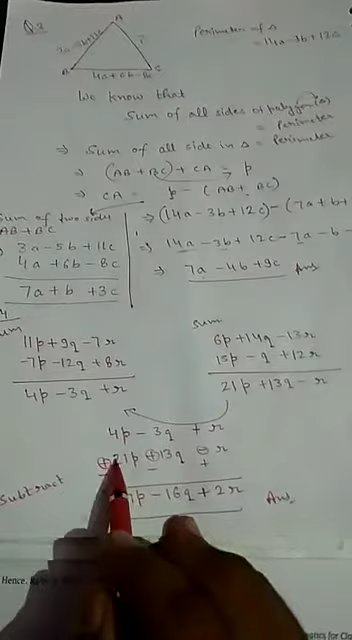 Q.2
A
Perimeter of Δ
= 14a - 3b + 12c
3a-5b+11c
?
B 4a+6b-8c C
We know that
Sum of all sides of polygon (Δ)
= Perimeter
⇒ Sum of all side in Δ = Perimeter
⇒ (AB + BC) + CA = P
⇒ CA = P - (AB + BC)
Sum of two side
AB + BC
⇒ (14a - 3b + 12c) - (7a + b +
3a - 5b + 11c
⇒ 14a - 3b + 12c - 7a - b -
4a + 6b - 8c
⇒ 7a - 4b + 9c Ans
7a + b + 3c
sum
11p + 9q - 7r
6p + 14q - 13r
-7p - 12q + 8r
15p - q + 12r
4p - 3q + r
21p + 13q - r
4p - 3q + r
⊕ 21p ⊕ 13q ⊖ r
- - +
Subtract
7p - 16q + 2r Ans.
Hence,